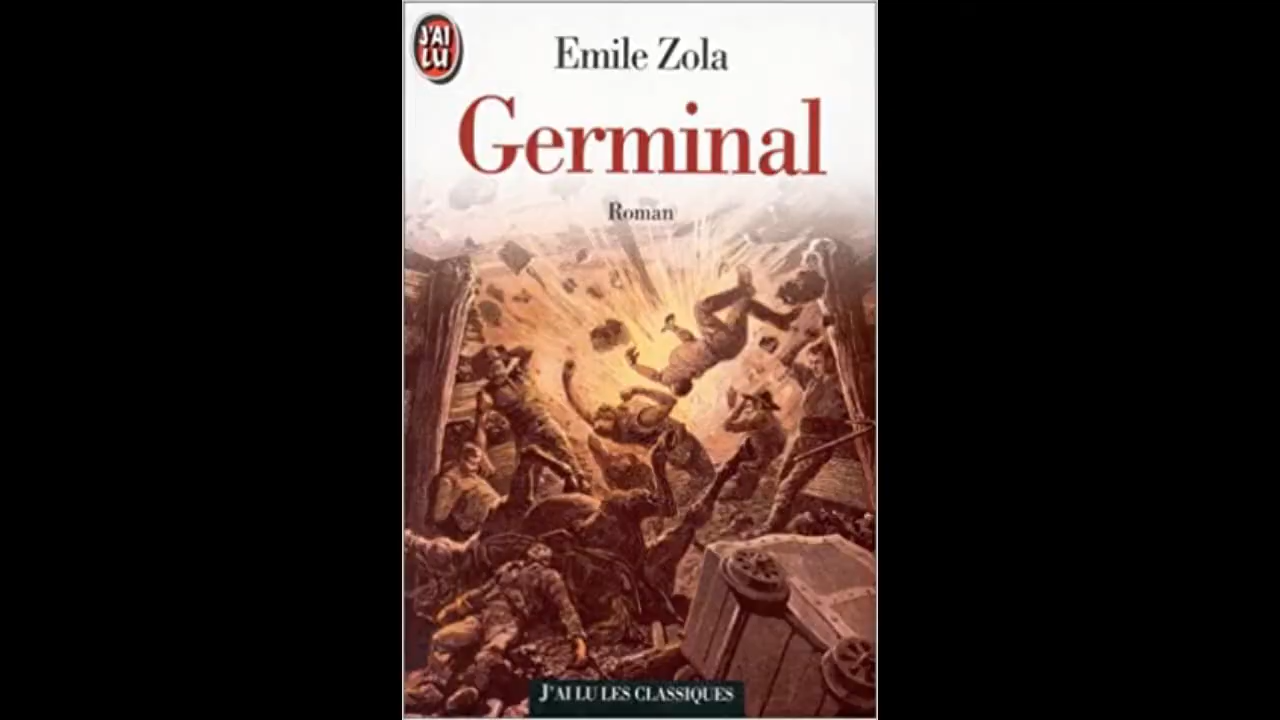 J'AI
LU
Emile Zola
Germinal
Roman
J'AI LU LES CLASSIQUES